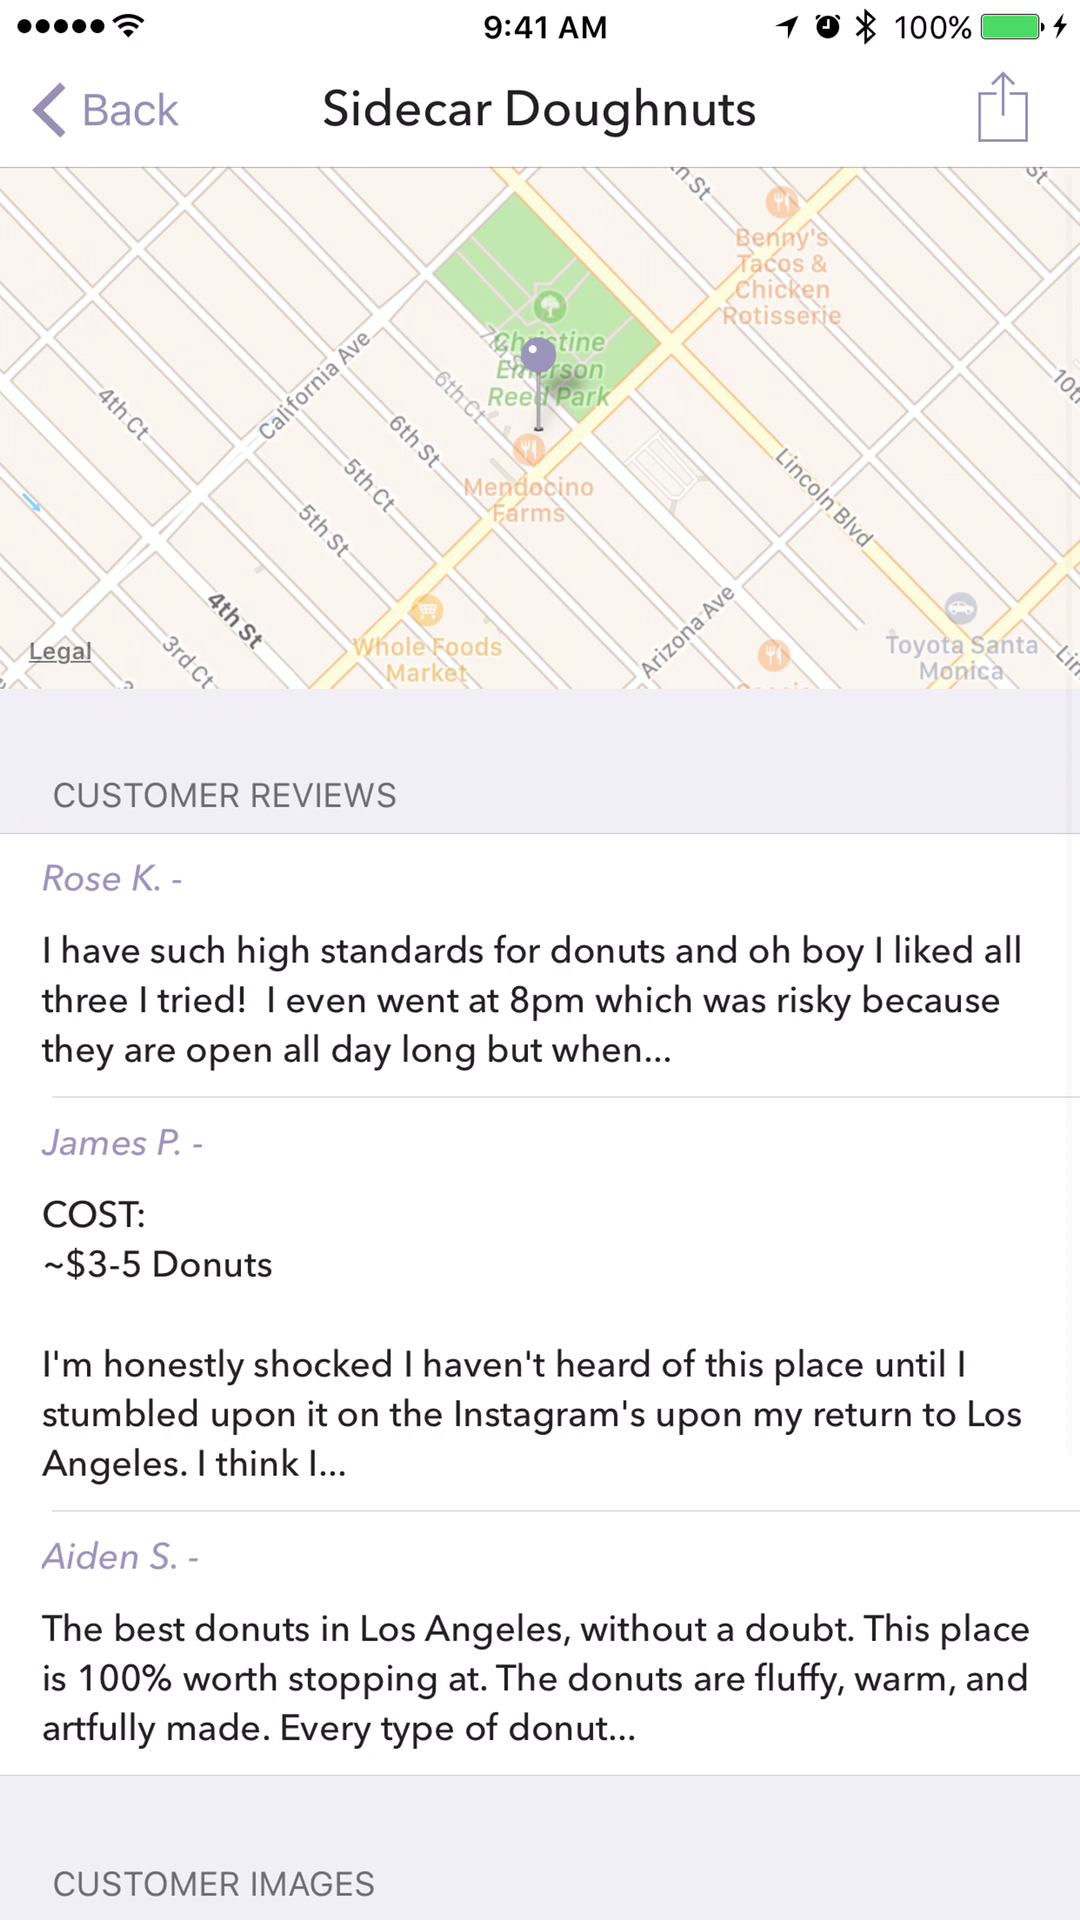 9:41 AM
100%
Back
Sidecar Doughnuts
Benny's
Tacos &
Chicken
Rotisserie
Christine
Emerson
Reed Park
California Ave
4th Ct
6th Ct
6th St
5th Ct
5th St
Mendocino
Farms
Lincoln Blvd
4th St
3rd Ct
Arizona Ave
Whole Foods
Market
Toyota Santa
Monica
Legal
CUSTOMER REVIEWS
Rose K. -
I have such high standards for donuts and oh boy I liked all
three I tried!  I even went at 8pm which was risky because
they are open all day long but when...
James P. -
COST:
~$3-5 Donuts
I'm honestly shocked I haven't heard of this place until I
stumbled upon it on the Instagram's upon my return to Los
Angeles. I think I...
Aiden S. -
The best donuts in Los Angeles, without a doubt. This place
is 100% worth stopping at. The donuts are fluffy, warm, and
artfully made. Every type of donut...
CUSTOMER IMAGES